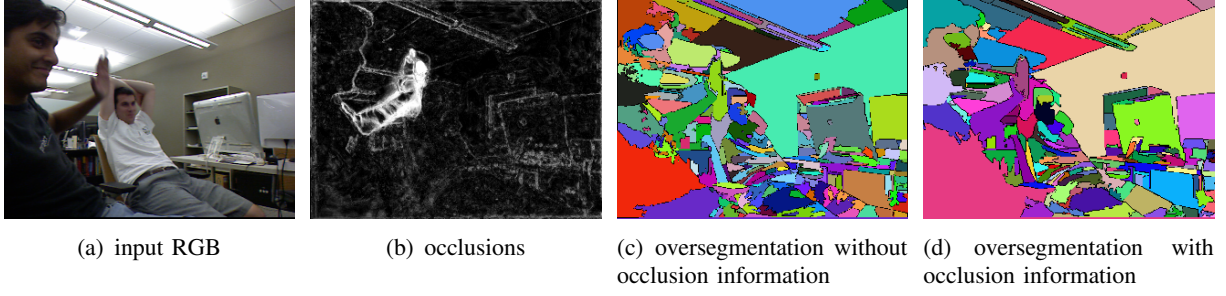 (a) input RGB
(b) occlusions
(c) oversegmentation without
occlusion information
(d) oversegmentation with
occlusion information